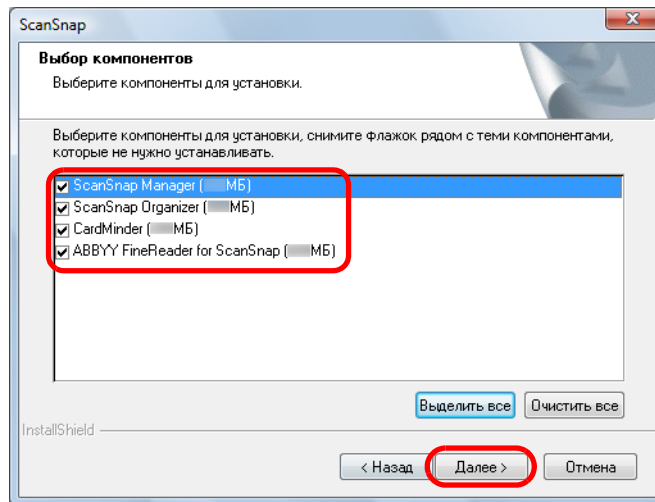 ScanSnap
Выбор компонентов
Выберите компоненты для установки.
Выберите компоненты для установки, снимите флажок рядом с теми компонентами,
которые не нужно устанавливать.
ScanSnap Manager ( МБ)
ScanSnap Organizer ( МБ)
CardMinder ( МБ)
ABBYY FineReader for ScanSnap ( МБ)
Выделить все Очистить все
InstallShield
< Назад Далее > Отмена